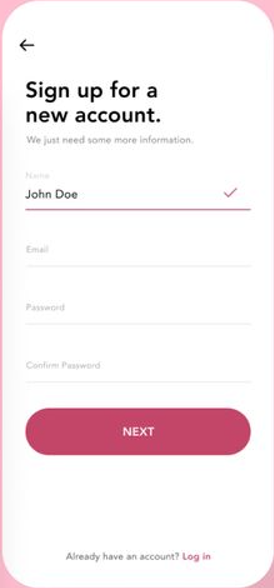 Sign up for a
new account.
We just need some more information.
Name
John Doe
Email
Password
Confirm Password
NEXT
Already have an account? Log in